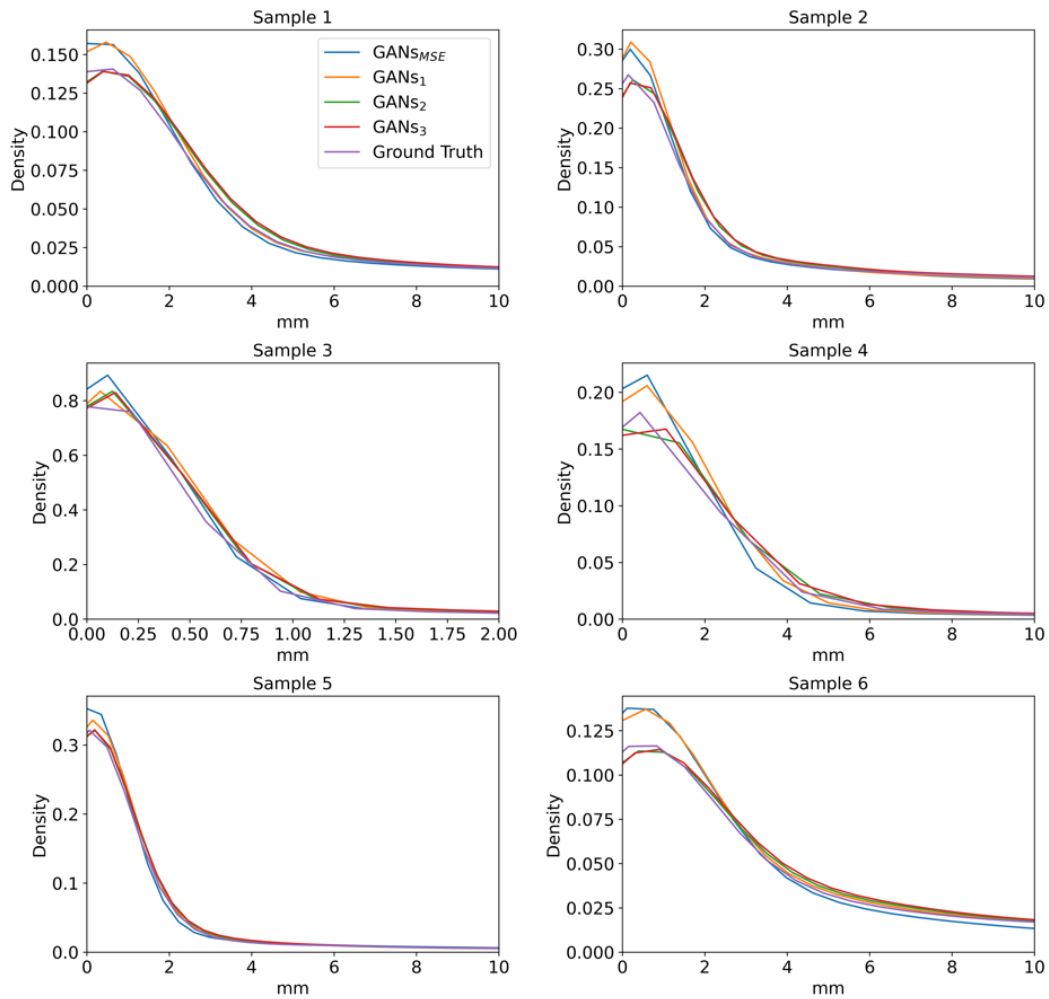 Sample 1
0.150
0.125
0.100
0.075
0.050
0.025
0.000
Density
GANsMSE
GANs1
GANs2
GANs3
Ground Truth
0 2 4 6 8 10
mm
Sample 2
0.30
0.25
0.20
0.15
0.10
0.05
0.00
Density
0 2 4 6 8 10
mm
Sample 3
0.8
0.6
0.4
0.2
0.0
Density
0.00 0.25 0.50 0.75 1.00 1.25 1.50 1.75 2.00
mm
Sample 4
0.20
0.15
0.10
0.05
0.00
Density
0 2 4 6 8 10
mm
Sample 5
0.3
0.2
0.1
0.0
Density
0 2 4 6 8 10
mm
Sample 6
0.125
0.100
0.075
0.050
0.025
0.000
Density
0 2 4 6 8 10
mm